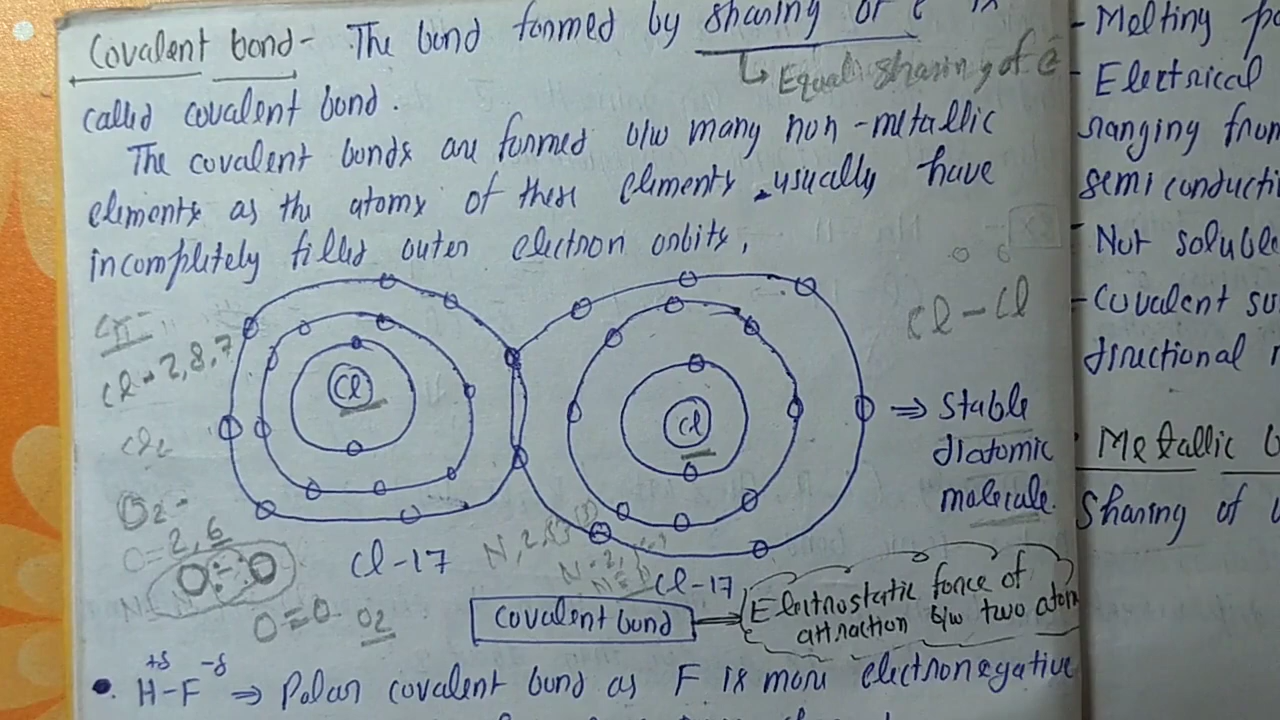 Covalent bond - The bond formed by sharing of e
↳ Equal sharing of e
called covalent bond.
The covalent bonds are formed b/w many non-metallic
elements as the atoms of these elements usually have
incompletely filled outer electron orbits,
Cl - Cl
Cl - 2,8,7
Cl
Cl
⇒ Stable
diatomic
molecule.
Cl2
O2
O = 2, 6
O O
O = O O2
Cl-17
Cl-17
covalent bond
Electrostatic force of
attraction b/w two atom
+δ -δ
• H-F ⇒ Polar covalent bond as F is more electronegative
- Melting
- Electrical
ranging from
semiconducti
- Not soluble
- Covalent
directional
• Metallic
Sharing of